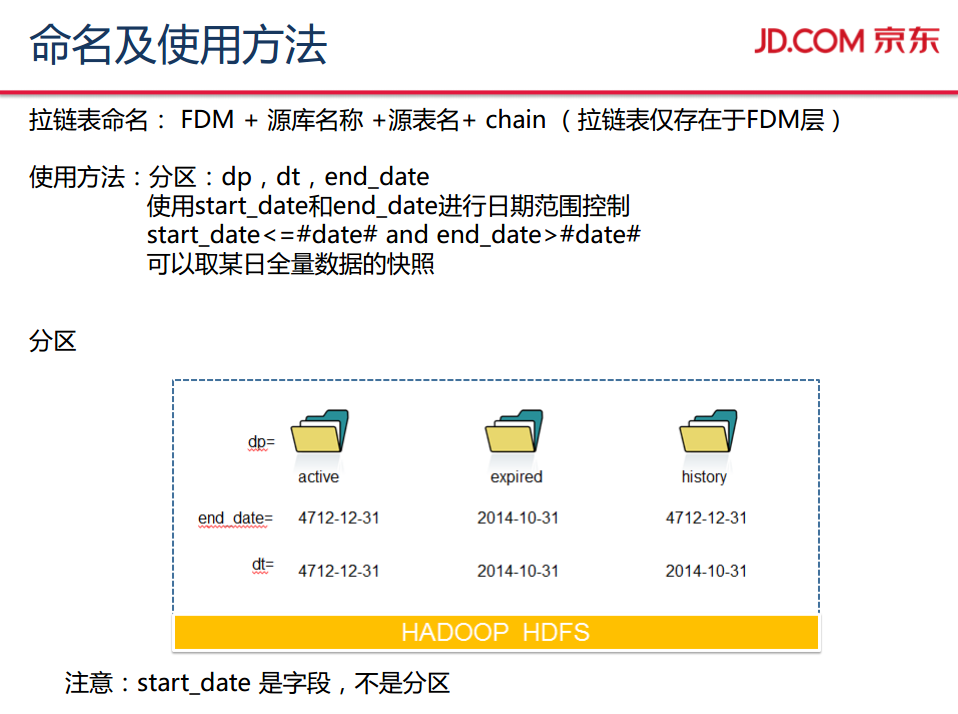 命名及使用方法
JD.COM 京东
拉链表命名： FDM + 源库名称 +源表名+ chain （拉链表仅存在于FDM层）
使用方法：分区：dp，dt，end_date
使用start_date和end_date进行日期范围控制
start_date<=#date# and end_date>#date#
可以取某日全量数据的快照
分区
dp=
active expired history
end_date= 4712-12-31 2014-10-31 4712-12-31
dt= 4712-12-31 2014-10-31 2014-10-31
HADOOP HDFS
注意：start_date 是字段，不是分区